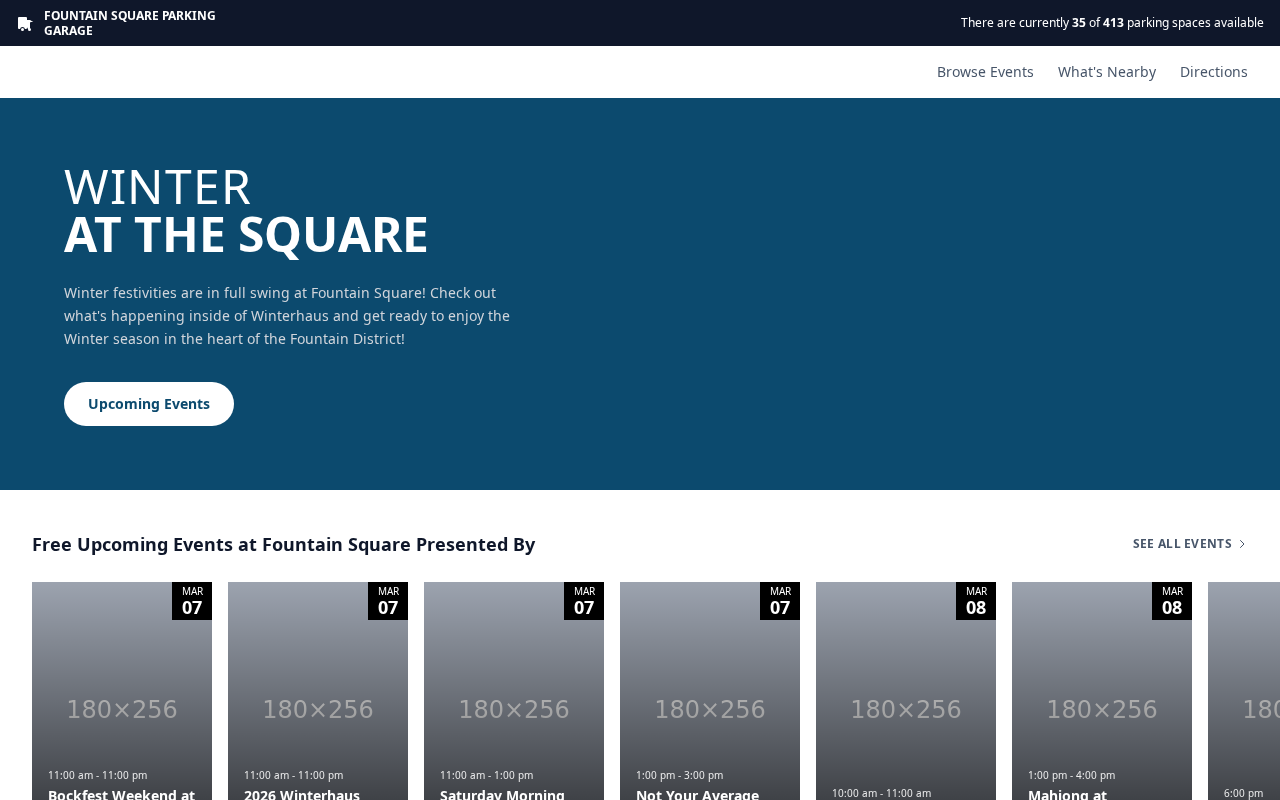 FOUNTAIN SQUARE PARKING
GARAGE
There are currently 35 of 413 parking spaces available
Browse Events
What's Nearby
Directions
WINTER
AT THE SQUARE
Winter festivities are in full swing at Fountain Square! Check out
what's happening inside of Winterhaus and get ready to enjoy the
Winter season in the heart of the Fountain District!
Upcoming Events
Free Upcoming Events at Fountain Square Presented By
SEE ALL EVENTS
MAR
07
180×256
11:00 am - 11:00 pm
Bockfest Weekend at
MAR
07
180×256
11:00 am - 11:00 pm
2026 Winterhaus
MAR
07
180×256
11:00 am - 1:00 pm
Saturday Morning
MAR
07
180×256
1:00 pm - 3:00 pm
Not Your Average
MAR
08
180×256
10:00 am - 11:00 am
MAR
08
180×256
1:00 pm - 4:00 pm
Mahjong at
6:00 pm